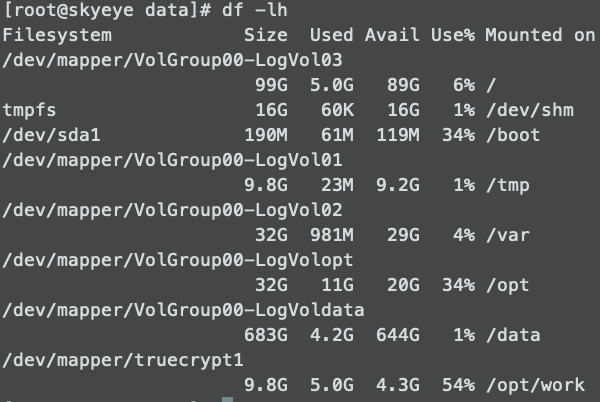 [root@skyeye data]# df -lh
Filesystem Size Used Avail Use% Mounted on
/dev/mapper/VolGroup00-LogVol03
99G 5.0G 89G 6% /
tmpfs 16G 60K 16G 1% /dev/shm
/dev/sda1 190M 61M 119M 34% /boot
/dev/mapper/VolGroup00-LogVol01
9.8G 23M 9.2G 1% /tmp
/dev/mapper/VolGroup00-LogVol02
32G 981M 29G 4% /var
/dev/mapper/VolGroup00-LogVolopt
32G 11G 20G 34% /opt
/dev/mapper/VolGroup00-LogVoldata
683G 4.2G 644G 1% /data
/dev/mapper/truecrypt1
9.8G 5.0G 4.3G 54% /opt/work